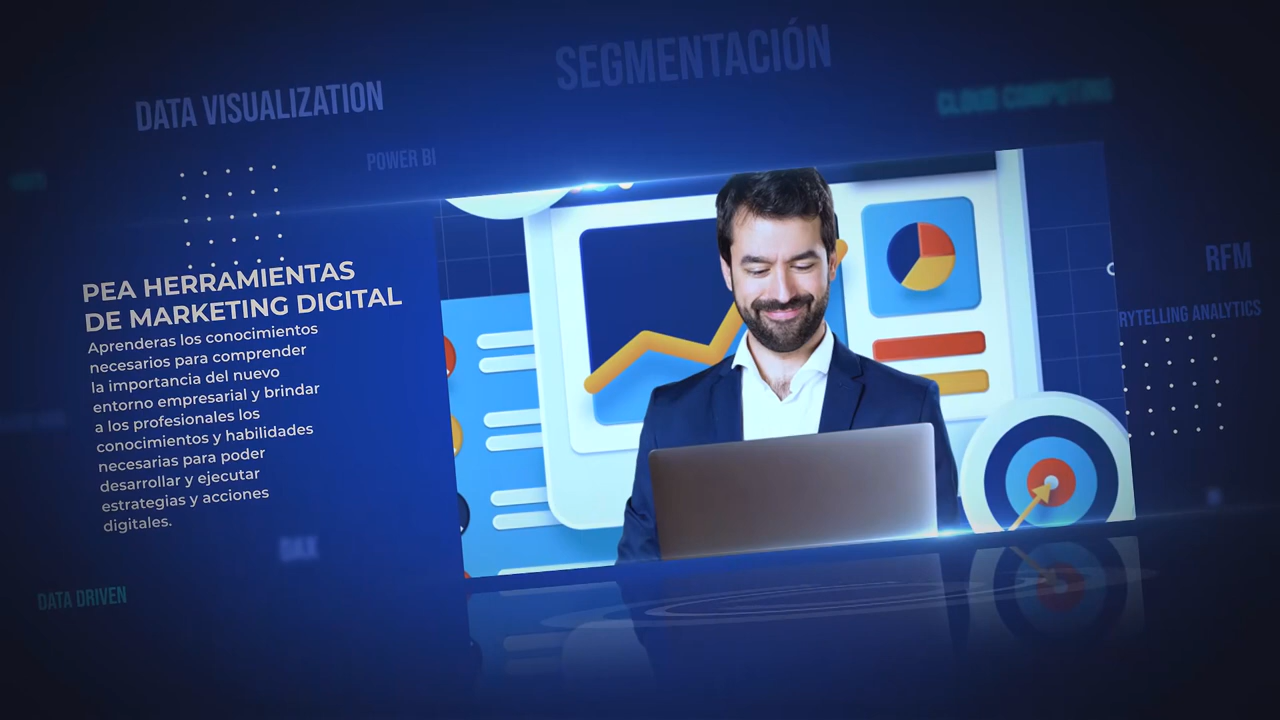 SEGMENTACIÓN
DATA VISUALIZATION
CLOUD COMPUTING
POWER BI
RFM
PEA HERRAMIENTAS
DE MARKETING DIGITAL
RYTELLING ANALYTICS
Aprenderas los conocimientos
necesarios para comprender
la importancia del nuevo
entorno empresarial y brindar
a los profesionales los
conocimientos y habilidades
necesarias para poder
desarrollar y ejecutar
estrategias y acciones
digitales.
DAX
DATA DRIVEN